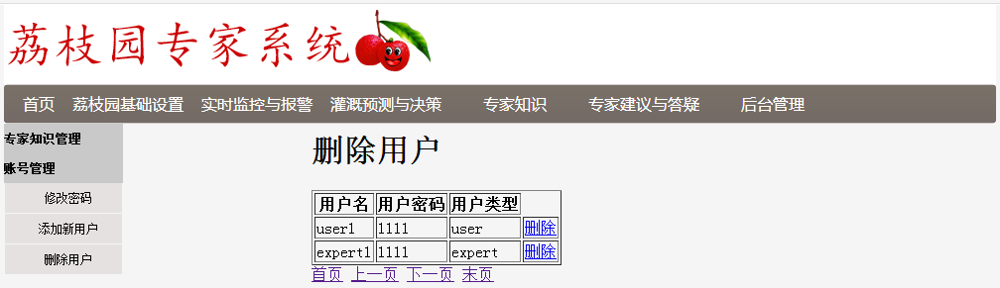 荔枝园专家系统
首页 荔枝园基础设置 实时监控与报警 灌溉预测与决策 专家知识 专家建议与答疑 后台管理
专家知识管理
账号管理
修改密码
添加新用户
删除用户
删除用户
用户名 用户密码 用户类型
user1 1111 user 删除
expert1 1111 expert 删除
首页 上一页 下一页 末页